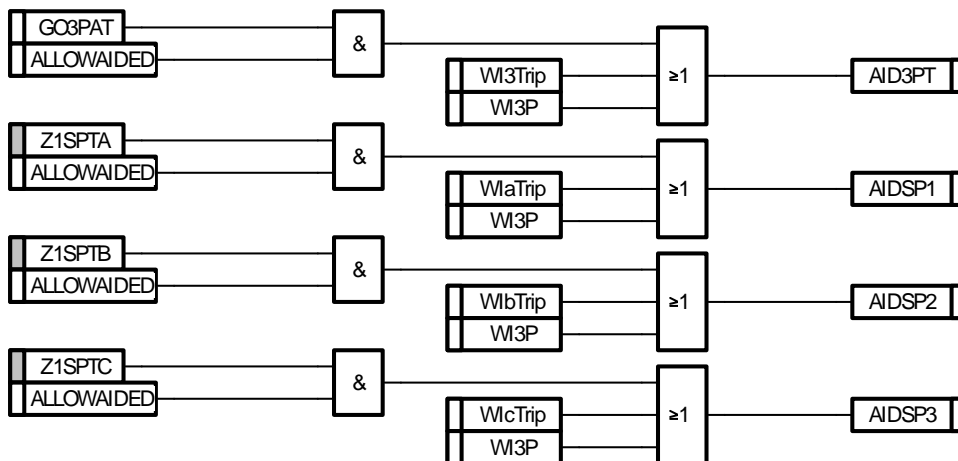 GO3PAT
ALLOWAIDED
&
WI3Trip
WI3P
≥1
AID3PT
Z1SPTA
ALLOWAIDED
&
WIaTrip
WI3P
≥1
AIDSP1
Z1SPTB
ALLOWAIDED
&
WIbTrip
WI3P
≥1
AIDSP2
Z1SPTC
ALLOWAIDED
&
WIcTrip
WI3P
≥1
AIDSP3